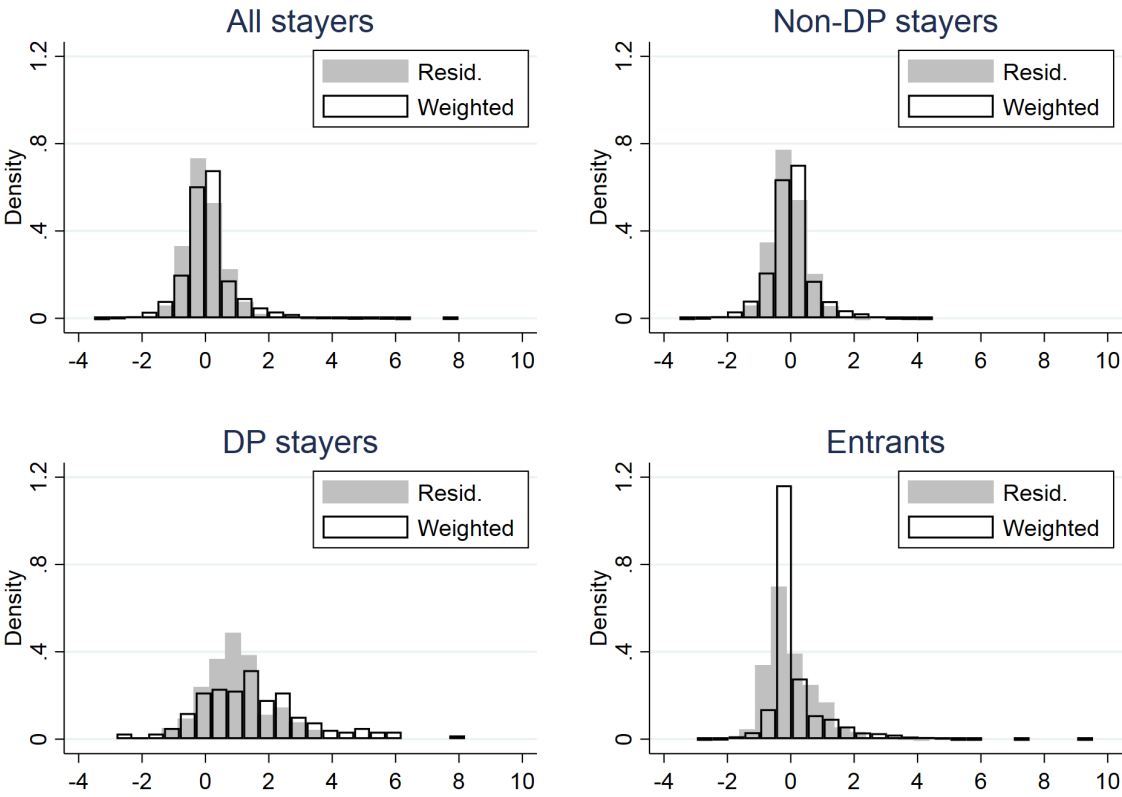 All stayers
Resid.
Weighted
Density
0
.4
.8
1.2
-4 -2 0 2 4 6 8 10
Non-DP stayers
Resid.
Weighted
Density
0
.4
.8
1.2
-4 -2 0 2 4 6 8 10
DP stayers
Resid.
Weighted
Density
0
.4
.8
1.2
-4 -2 0 2 4 6 8 10
Entrants
Resid.
Weighted
Density
0
.4
.8
1.2
-4 -2 0 2 4 6 8 10